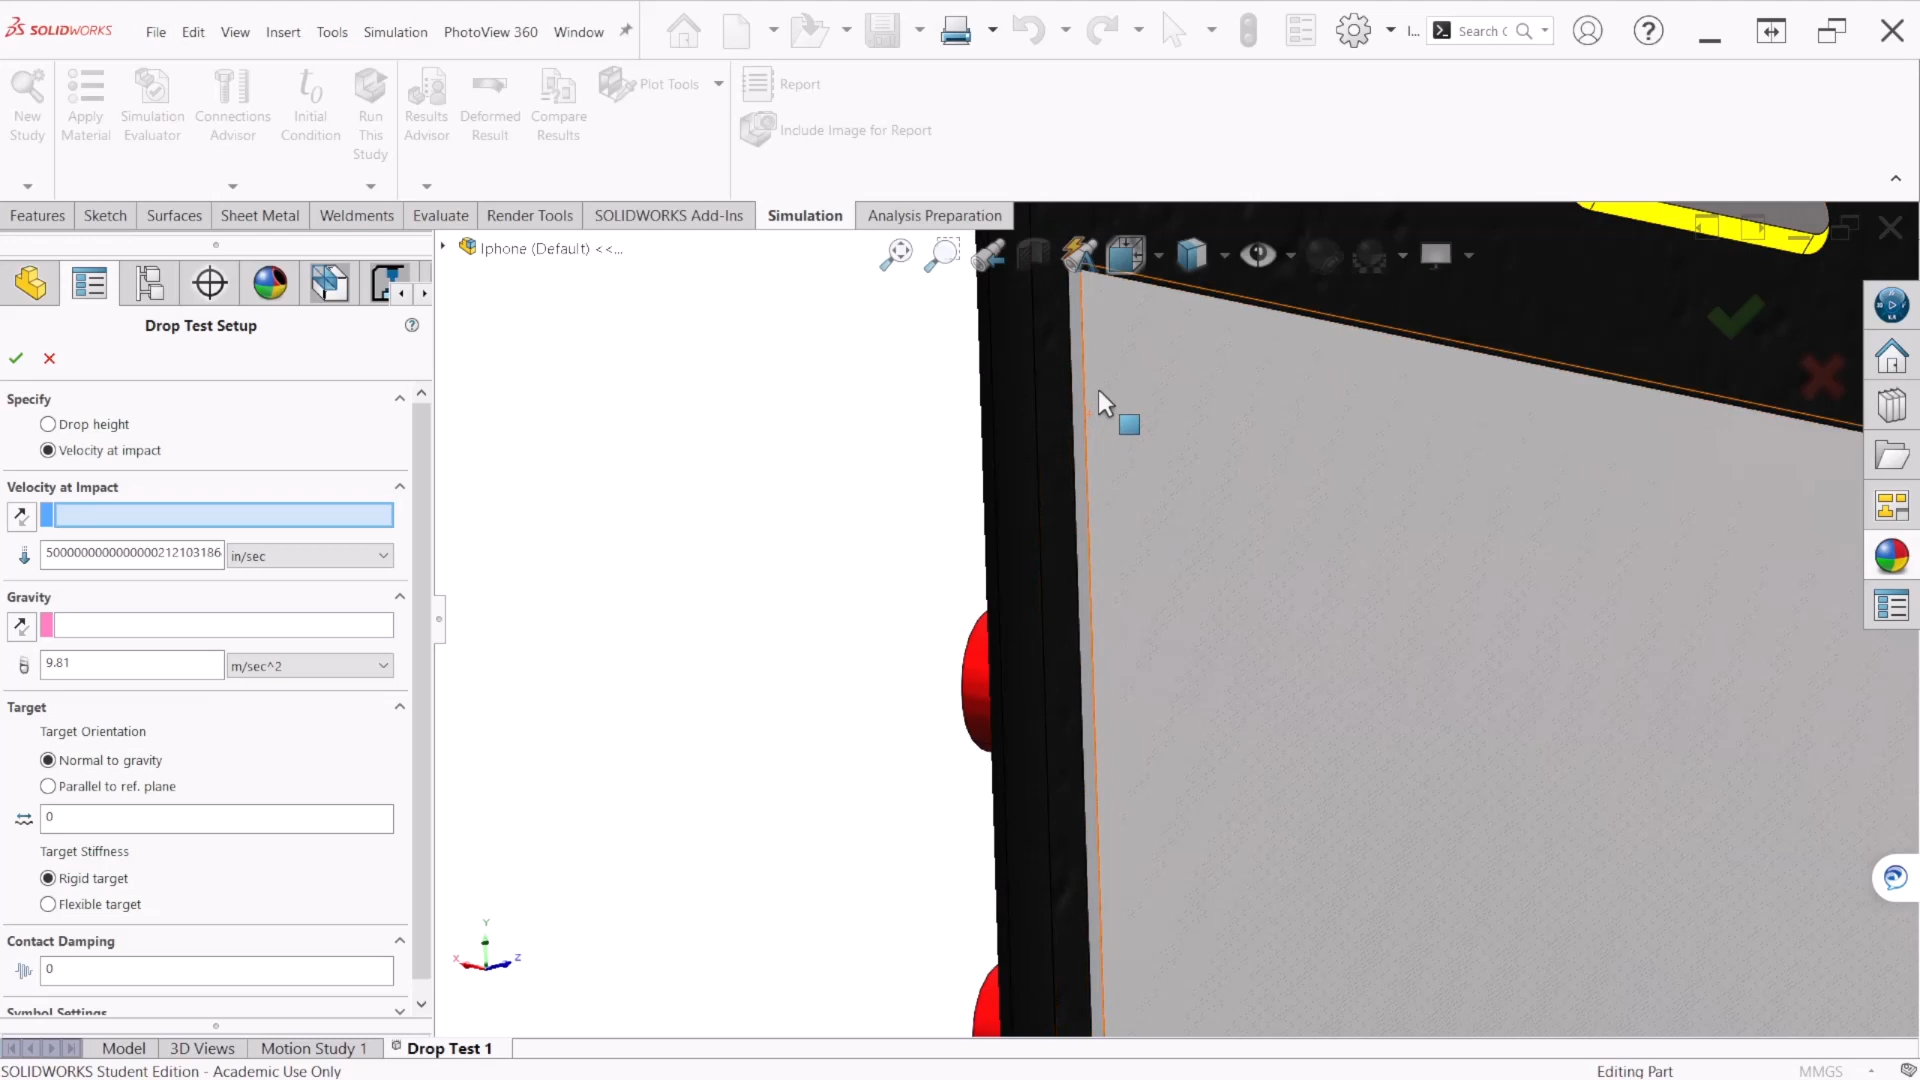 SOLIDWORKS File Edit View Insert Tools Simulation PhotoView 360 Window I... Search
New Study
Apply Material
Simulation Evaluator
Connections Advisor
Initial Condition
Run This Study
Results Advisor
Deformed Result
Compare Results
Plot Tools
Report
Include Image for Report
Features Sketch Surfaces Sheet Metal Weldments Evaluate Render Tools SOLIDWORKS Add-Ins Simulation Analysis Preparation
Iphone (Default) <<...
Drop Test Setup
Specify
Drop height
Velocity at impact
Velocity at Impact
5000000000000000212103186 in/sec
Gravity
9.81 m/sec^2
Target
Target Orientation
Normal to gravity
Parallel to ref. plane
0
Target Stiffness
Rigid target
Flexible target
Contact Damping
0
Symbol Settings
Y
X Z
Model 3D Views Motion Study 1 Drop Test 1
SOLIDWORKS Student Edition - Academic Use Only Editing Part MMGS